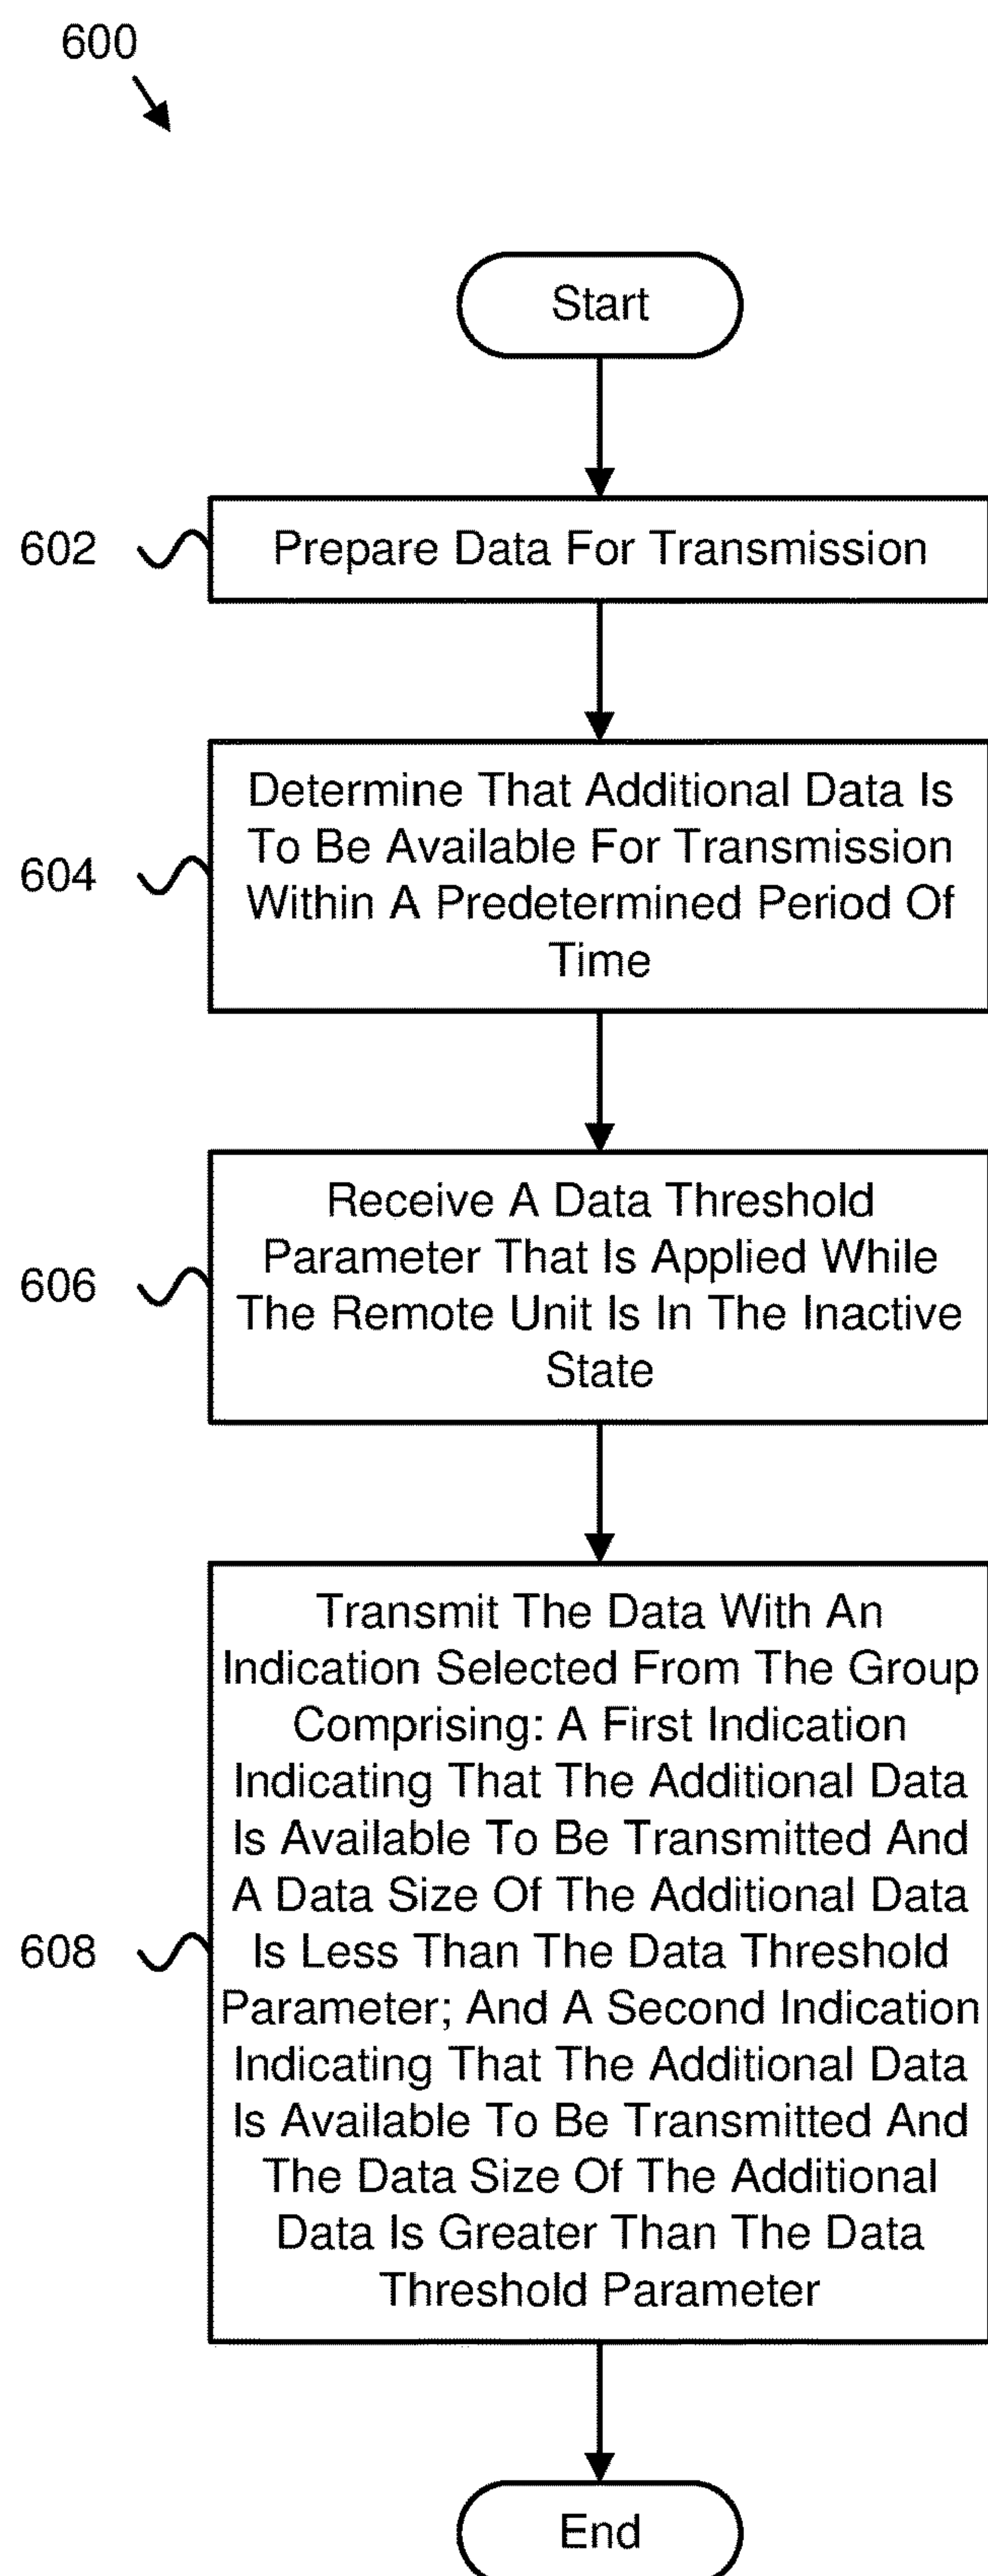 600
Start
602
Prepare Data For Transmission
604
Determine That Additional Data Is
To Be Available For Transmission
Within A Predetermined Period Of
Time
606
Receive A Data Threshold
Parameter That Is Applied While
The Remote Unit Is In The Inactive
State
608
Transmit The Data With An
Indication Selected From The Group
Comprising: A First Indication
Indicating That The Additional Data
Is Available To Be Transmitted And
A Data Size Of The Additional Data
Is Less Than The Data Threshold
Parameter; And A Second Indication
Indicating That The Additional Data
Is Available To Be Transmitted And
The Data Size Of The Additional
Data Is Greater Than The Data
Threshold Parameter
End